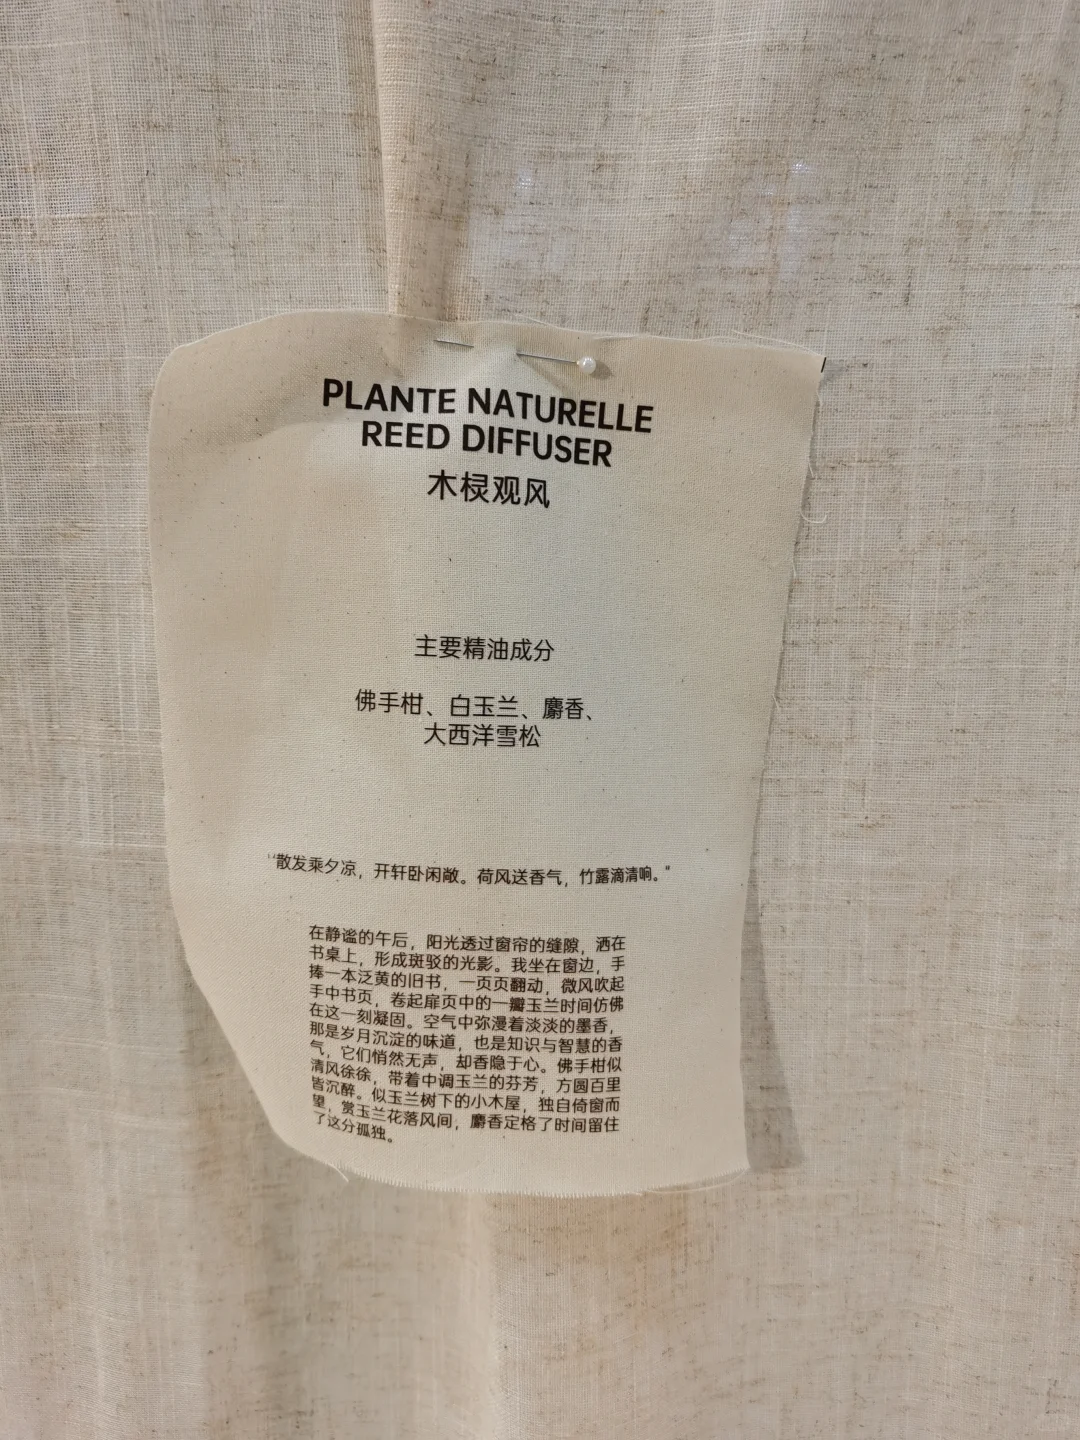 PLANTE NATURELLE
REED DIFFUSER
木棂观风
主要精油成分
佛手柑、白玉兰、麝香、
大西洋雪松
“散发乘夕凉，开轩卧闲敞。荷风送香气，竹露滴清响。”
在静谧的午后，阳光透过窗帘的缝隙，洒在
书桌上，形成斑驳的光影。我坐在窗边，手
捧一本泛黄的旧书，一页页翻动，微风吹起
手中书页，卷起扉页中的一瓣玉兰时间仿佛
在这一刻凝固。空气中弥漫着淡淡的墨香，
那是岁月沉淀的味道，也是知识与智慧的香
气，它们悄然无声，却香隐于心。佛手柑似
清风徐徐，带着中调玉兰的芬芳，方圆百里
皆沉醉。似玉兰树下的小木屋，独自倚窗而
望，赏玉兰花落风间，麝香定格了时间留住
了这分孤独。